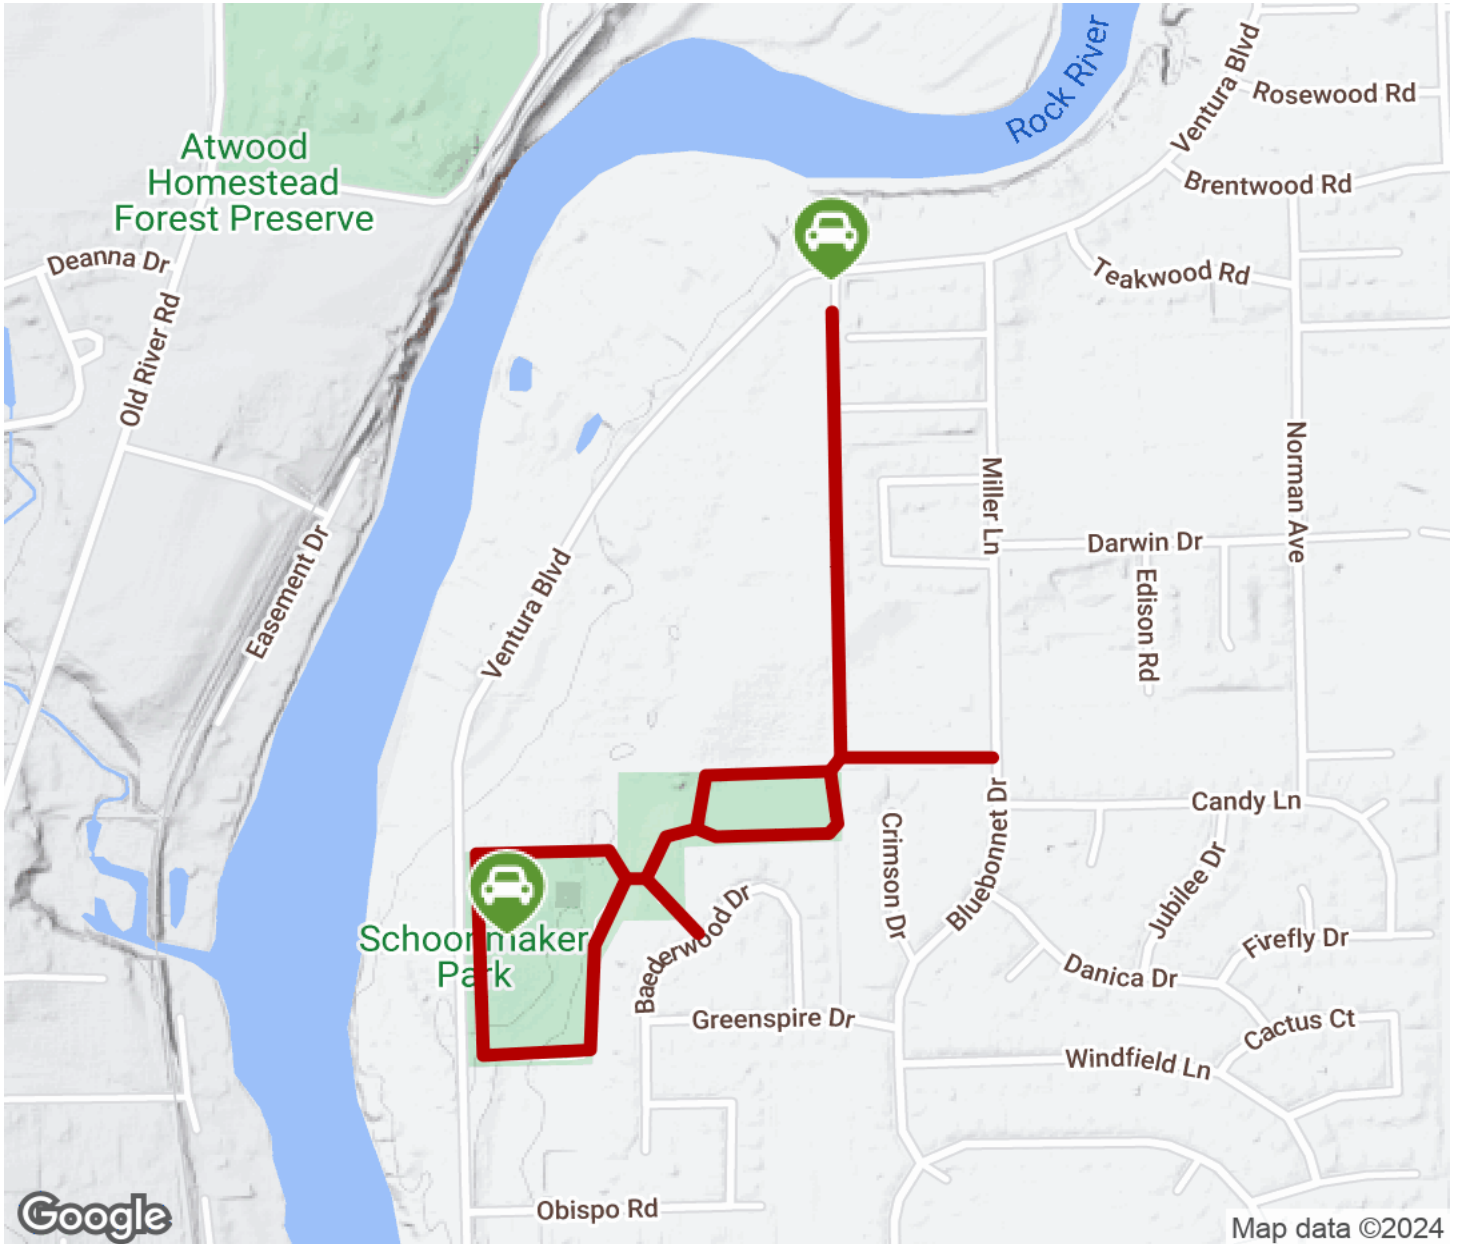 Rock River
Ventura Blvd
Rosewood Rd
Atwood
Homestead
Forest Preserve
Brentwood Rd
Deanna Dr
Teakwood Rd
Old River Rd
Norman Ave
Miller Ln
Darwin Dr
Easement Dr
Ventura Blvd
Edison Rd
Candy Ln
Bluebonnet Dr
Crimson Dr
Jubilee Dr
Schoonmaker
Park
Baederwood Dr
Firefly Dr
Danica Dr
Greenspire Dr
Cactus Ct
Windfield Ln
Obispo Rd
Google
Map data ©2024